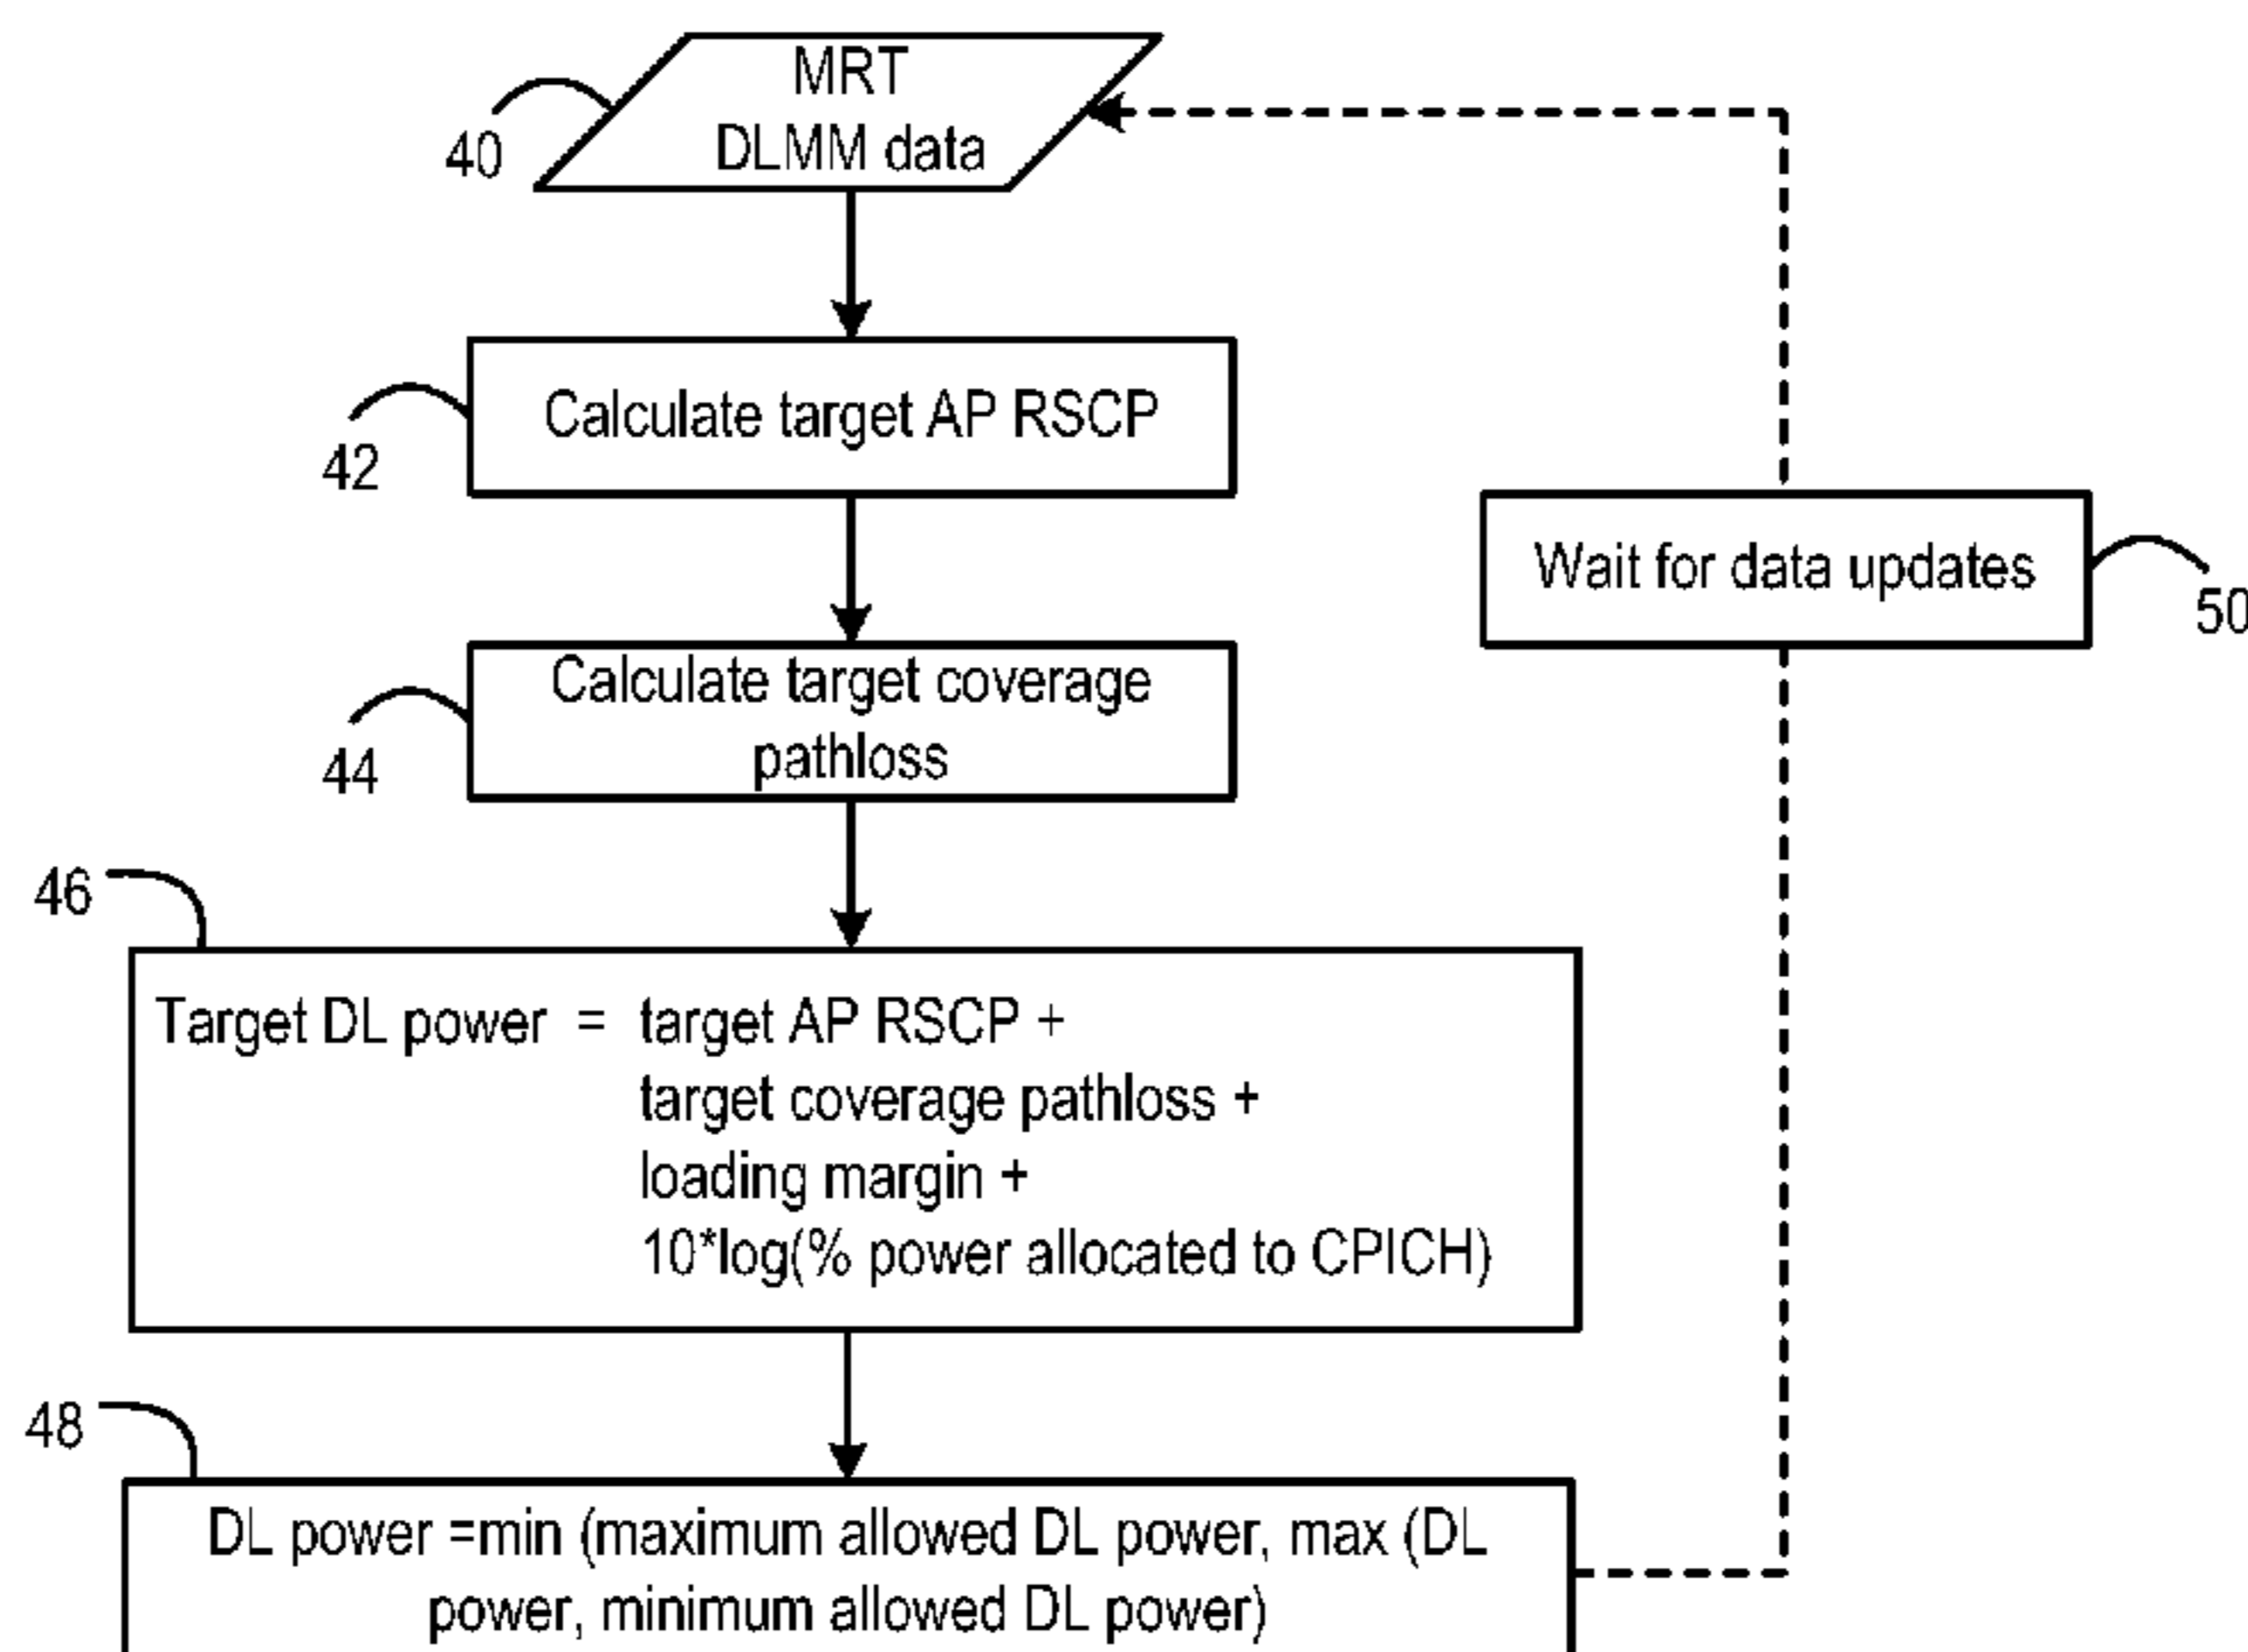 MRT
DLMM data
40
Calculate target AP RSCP
42
Wait for data updates
50
Calculate target coverage
pathloss
44
46
Target DL power = target AP RSCP +
target coverage pathloss +
loading margin +
10*log(% power allocated to CPICH)
48
DL power =min (maximum allowed DL power, max (DL
power, minimum allowed DL power)